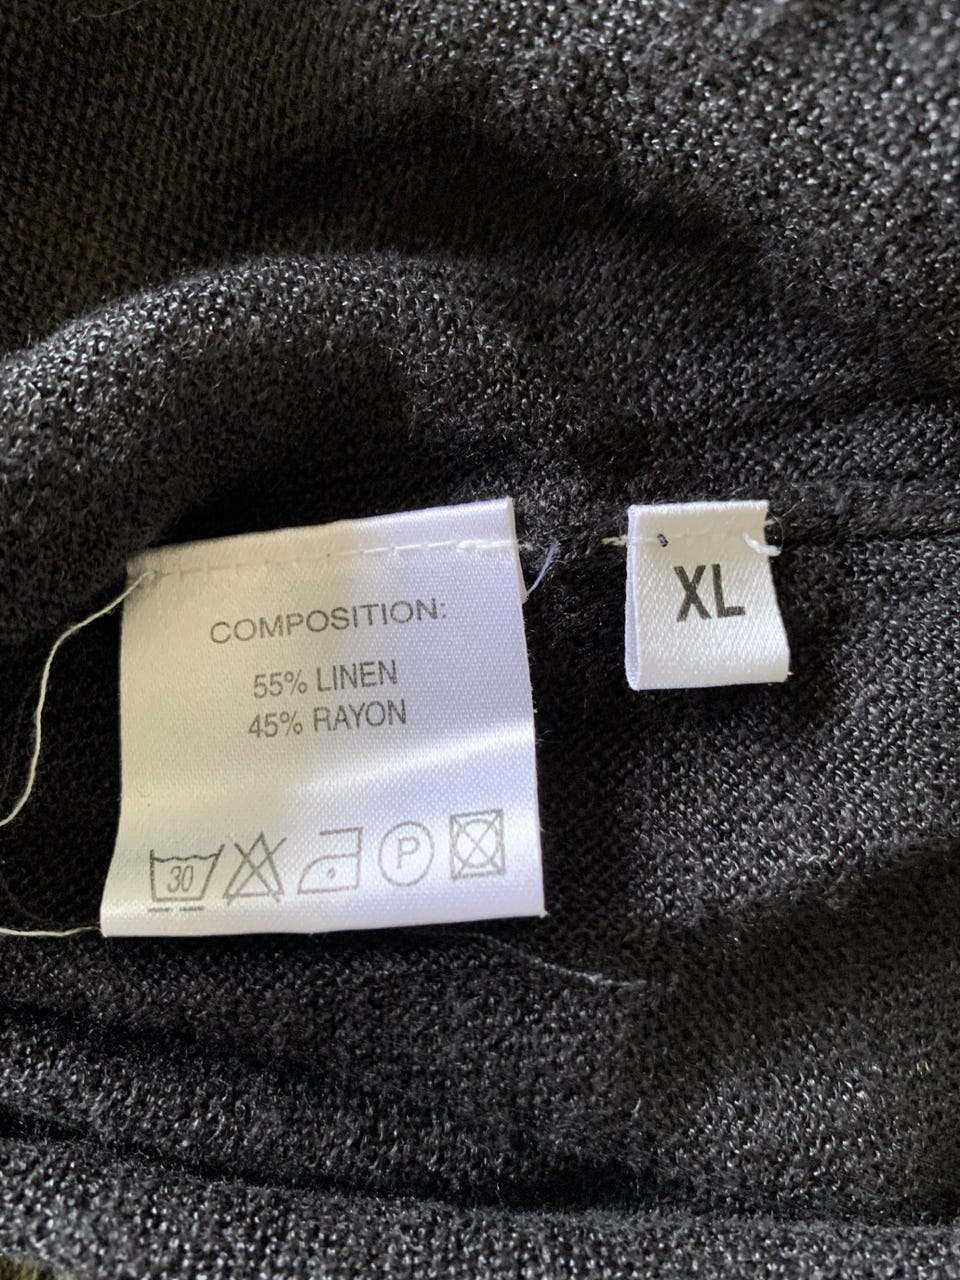 COMPOSITION:
55% LINEN
45% RAYON
30
P
XL